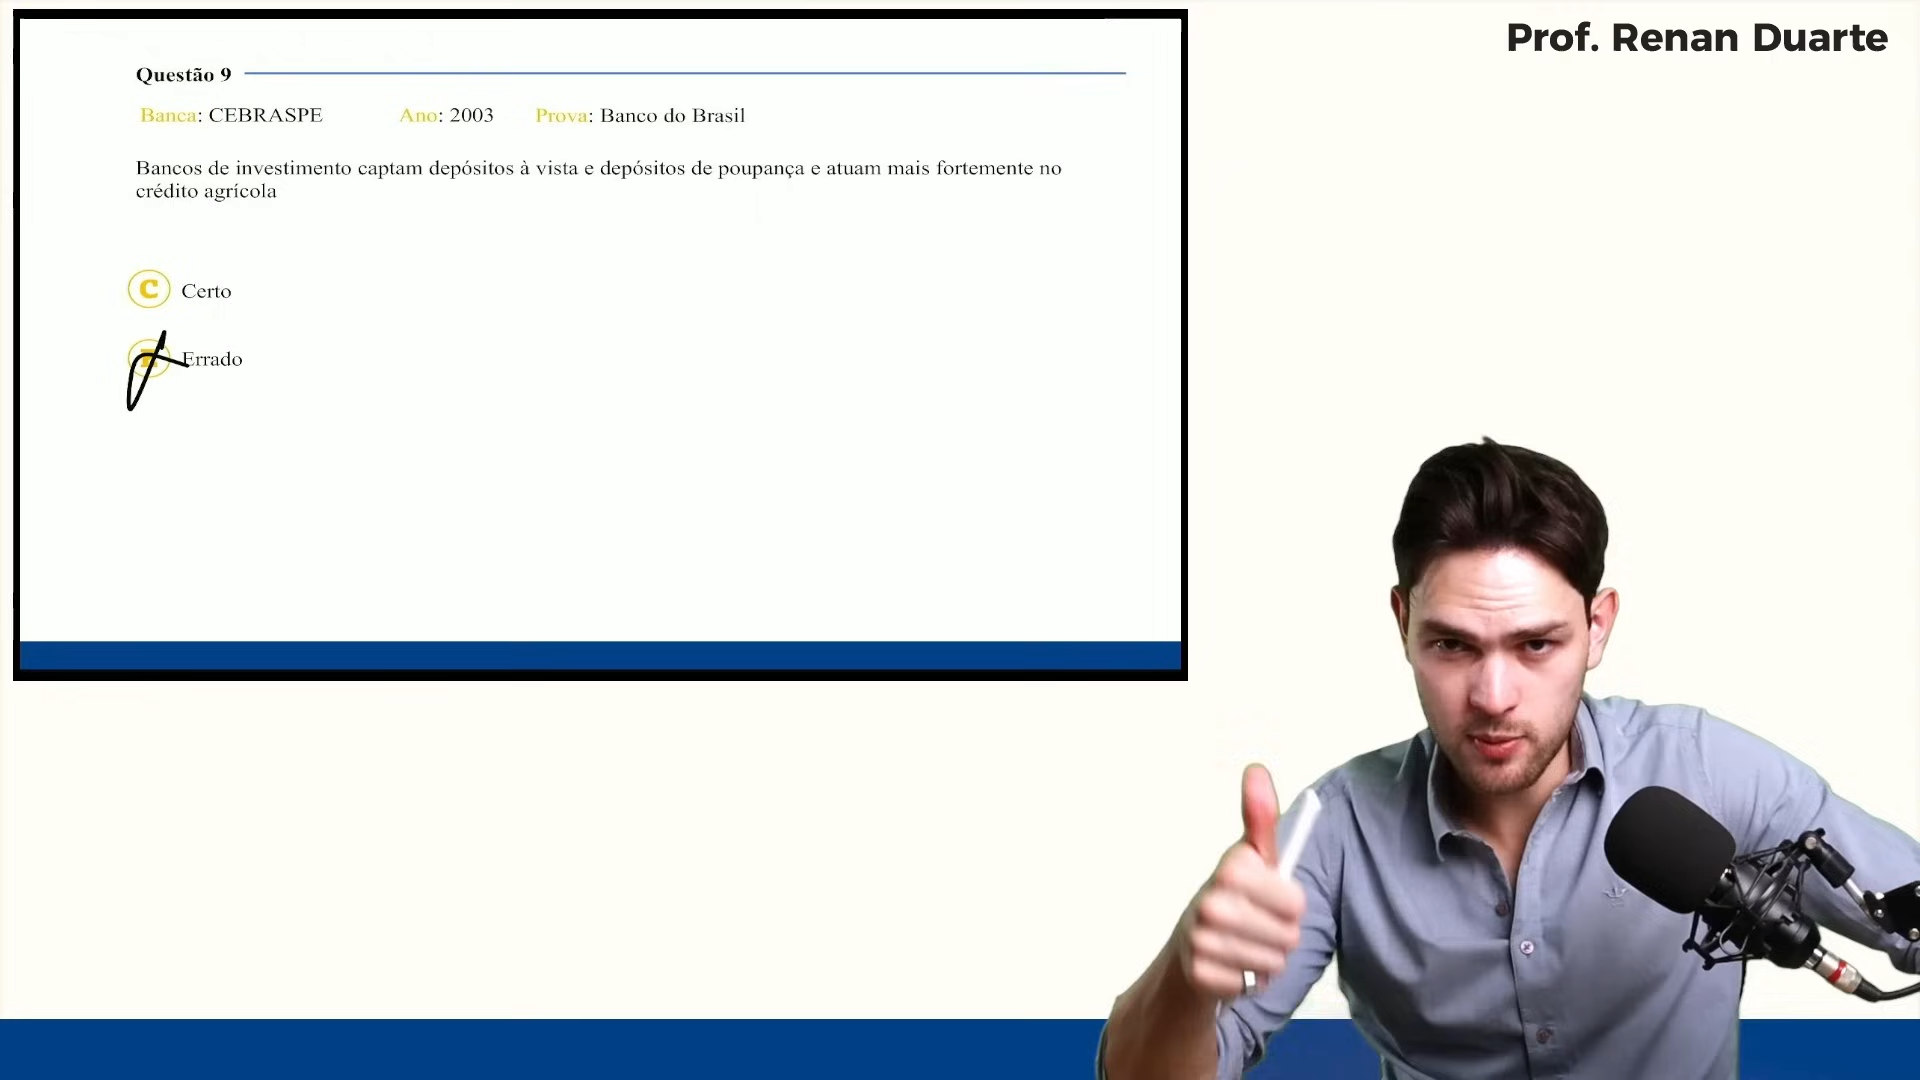 Prof. Renan Duarte
Questão 9
Banca: CEBRASPE Ano: 2003 Prova: Banco do Brasil
Bancos de investimento captam depósitos à vista e depósitos de poupança e atuam mais fortemente no
crédito agrícola
C Certo
Errado